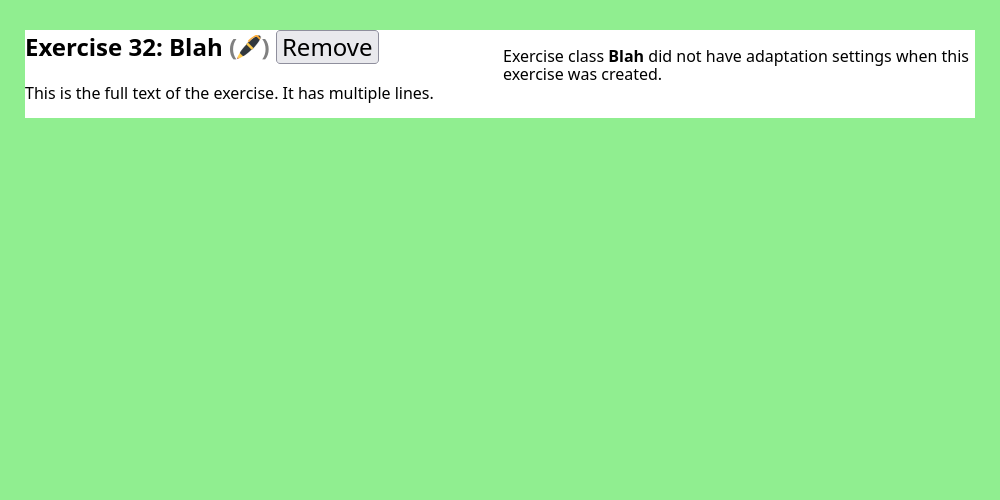 Exercise 32: Blah (🖋️) Remove
This is the full text of the exercise. It has multiple lines.
Exercise class Blah did not have adaptation settings when this
exercise was created.